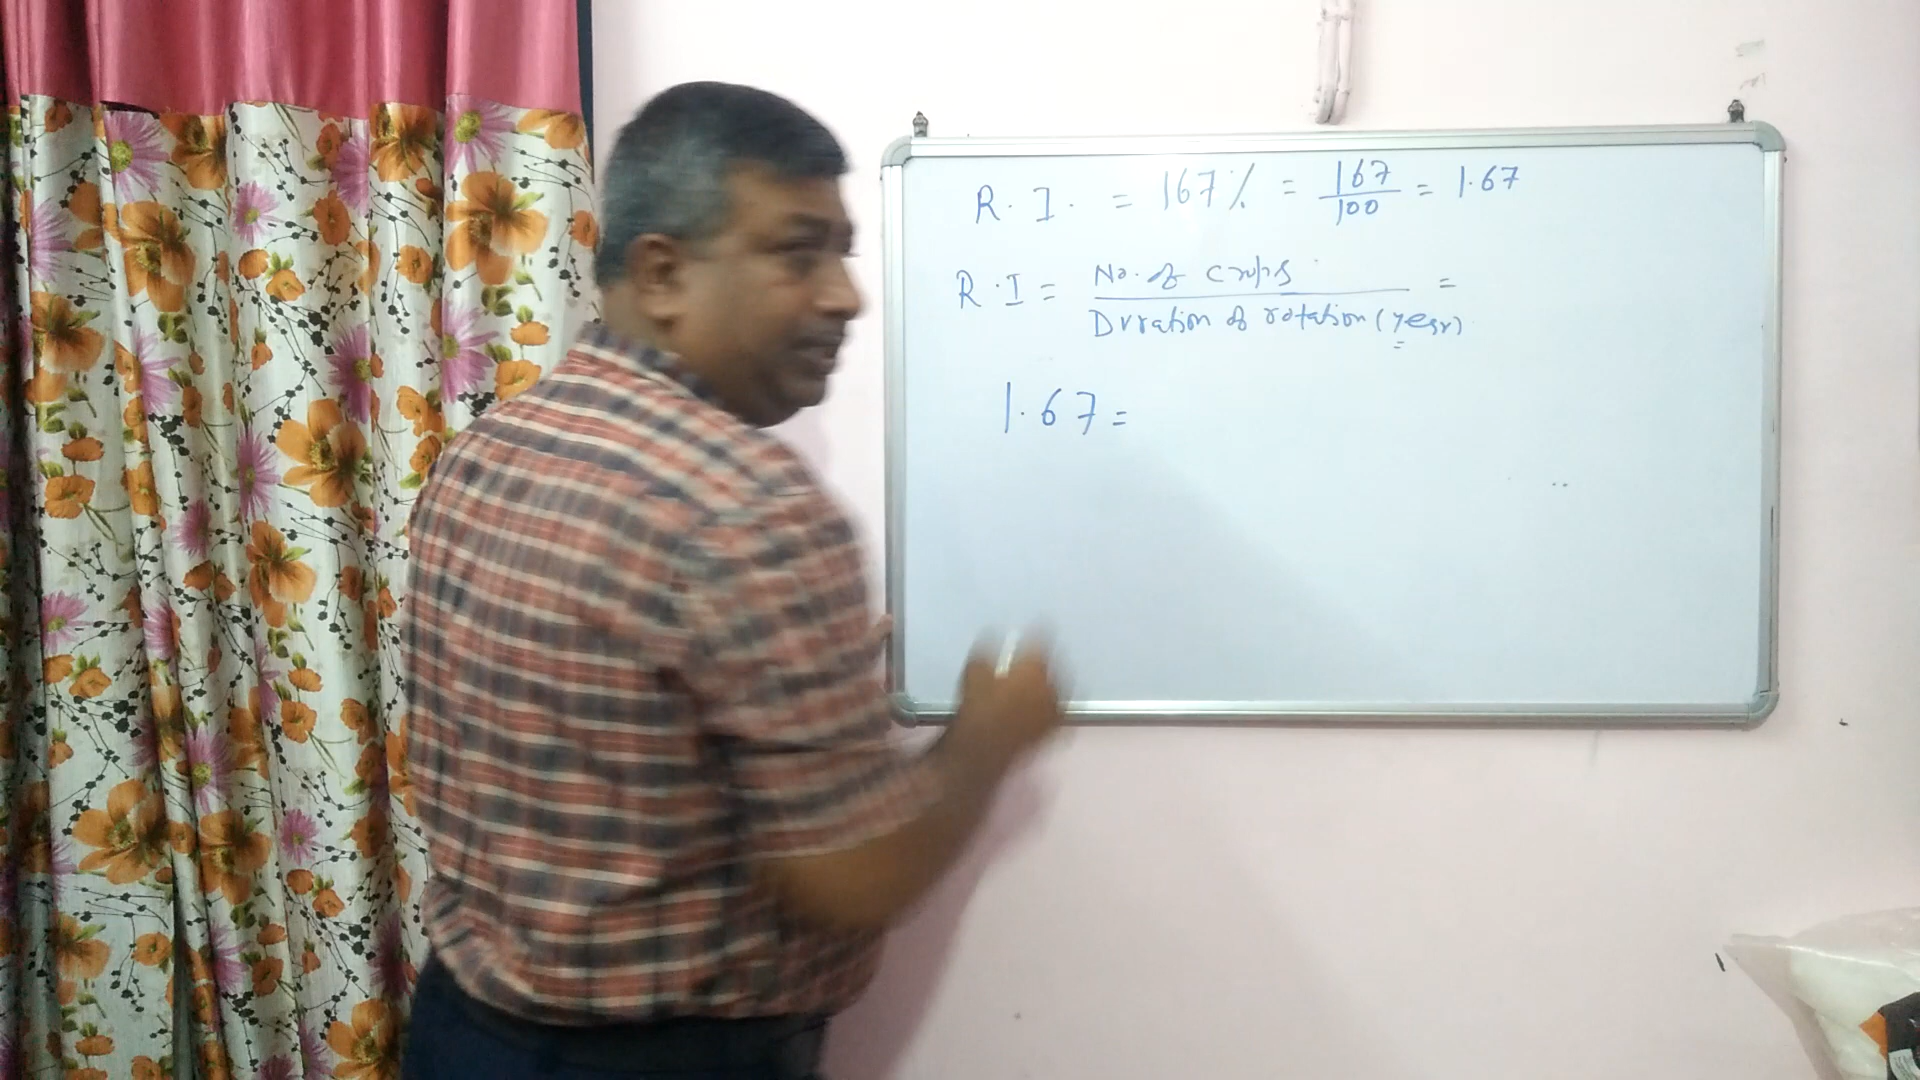 R. I. = 167% = 167/100 = 1.67
R.I = No. of crops / Duration of rotation (year) =
1.67 =